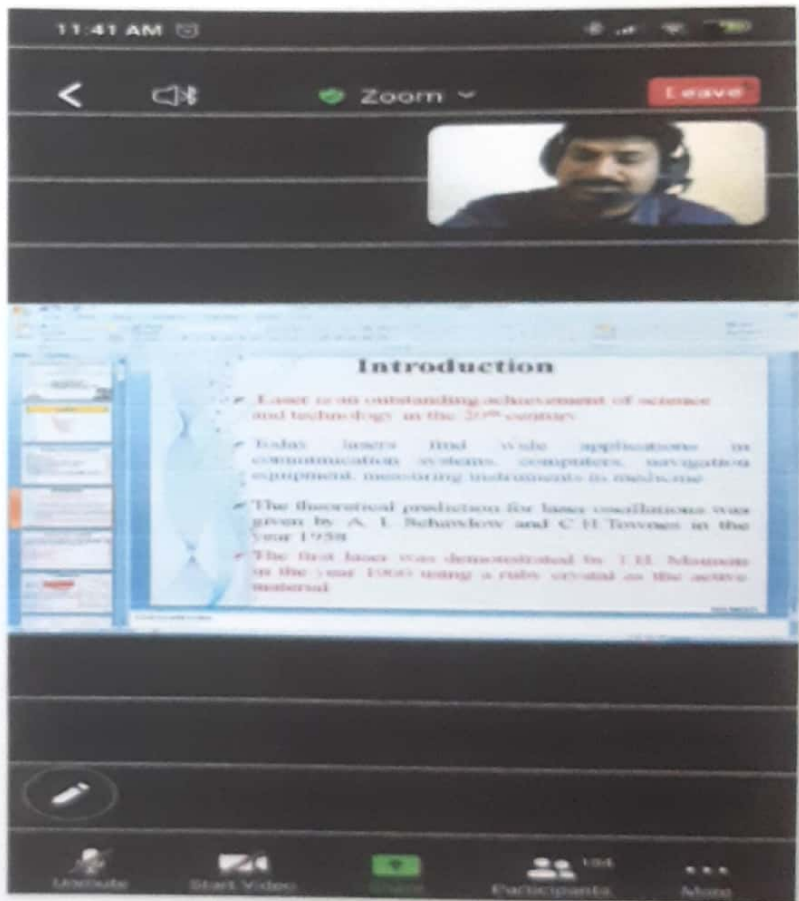 11:41 AM
Zoom
Leave
Introduction
Laser is an outstanding achievement of science
and technology in the 20th century
Today lasers find wide applications in
communication systems, computers, navigation
equipment, measuring instruments in medicine
The theoretical prediction for laser oscillations was
given by A. L Schawlow and C H Townes in the
year 1958
The first laser was demonstrated by T.H. Maiman
in the year 1960 using a ruby crystal as the active
material
Unmute
Start Video
Share
Participants
More